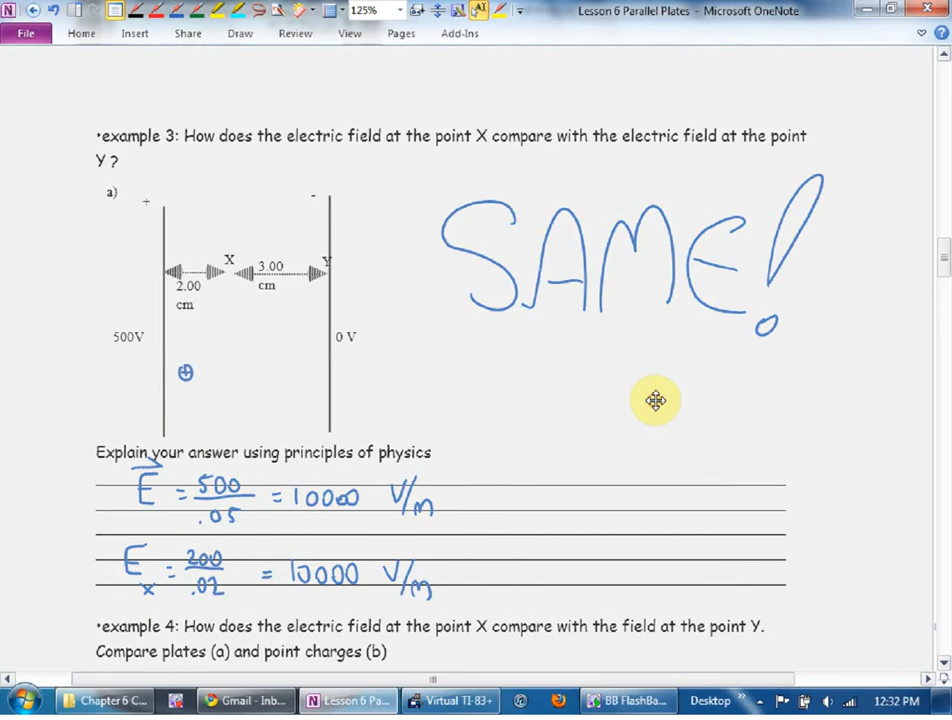 Lesson 6 Parallel Plates - Microsoft OneNote
125%
File Home Insert Share Draw Review View Pages Add-Ins
•example 3: How does the electric field at the point X compare with the electric field at the point
Y ?
a)
+ -
X Y
2.00 cm
3.00 cm
500V 0 V
SAME!
Explain your answer using principles of physics
E = 500/.05 = 10000 V/m
Ex = 200/.02 = 10000 V/m
•example 4: How does the electric field at the point X compare with the field at the point Y.
Compare plates (a) and point charges (b)
Chapter 6 C... Gmail - Inb... Lesson 6 Pa... Virtual TI-83+ BB FlashBa... Desktop 12:32 PM